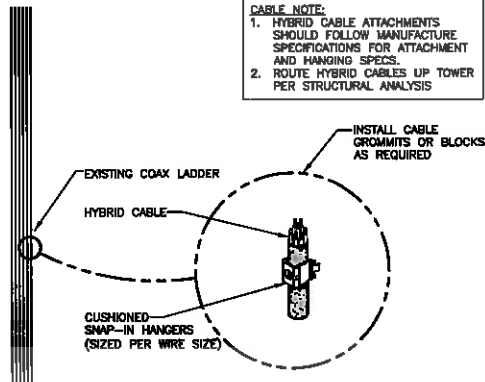 CABLE NOTE:
1. HYBRID CABLE ATTACHMENTS
SHOULD FOLLOW MANUFACTURE
SPECIFICATIONS FOR ATTACHMENT
AND HANGING SPECS.
2. ROUTE HYBRID CABLES UP TOWER
PER STRUCTURAL ANALYSIS
INSTALL CABLE
GROMMITS OR BLOCKS
AS REQUIRED
EXISTING COAX LADDER
HYBRID CABLE
CUSHIONED
SNAP-IN HANGERS
(SIZED PER WIRE SIZE)